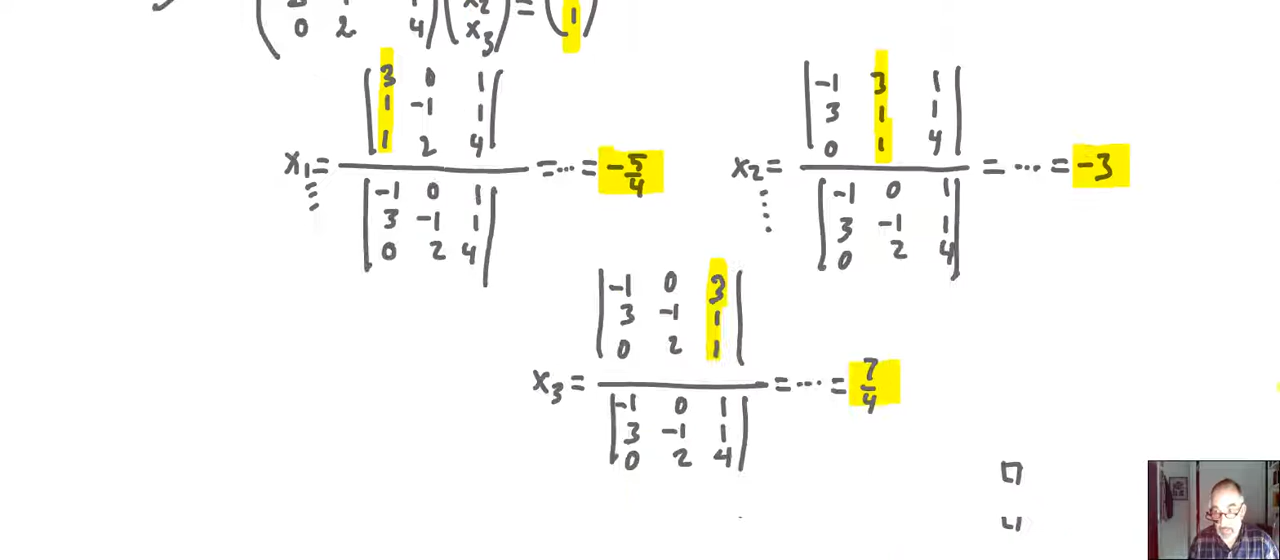 0 2 4 x3 = 1
x1 = |3 0 1; 1 -1 1; 1 2 4| / |-1 0 1; 3 -1 1; 0 2 4| = ... = -5/4
x2 = |-1 3 1; 3 1 1; 0 1 4| / |-1 0 1; 3 -1 1; 0 2 4| = ... = -3
x3 = |-1 0 3; 3 -1 1; 0 2 1| / |-1 0 1; 3 -1 1; 0 2 4| = ... = 7/4